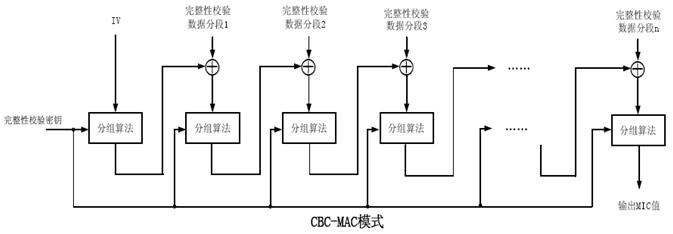 IV
完整性校验
数据分段1
完整性校验
数据分段2
完整性校验
数据分段3
完整性校验
数据分段n
……
完整性校验密钥
分组算法
分组算法
分组算法
分组算法
……
分组算法
输出MIC值
CBC-MAC模式